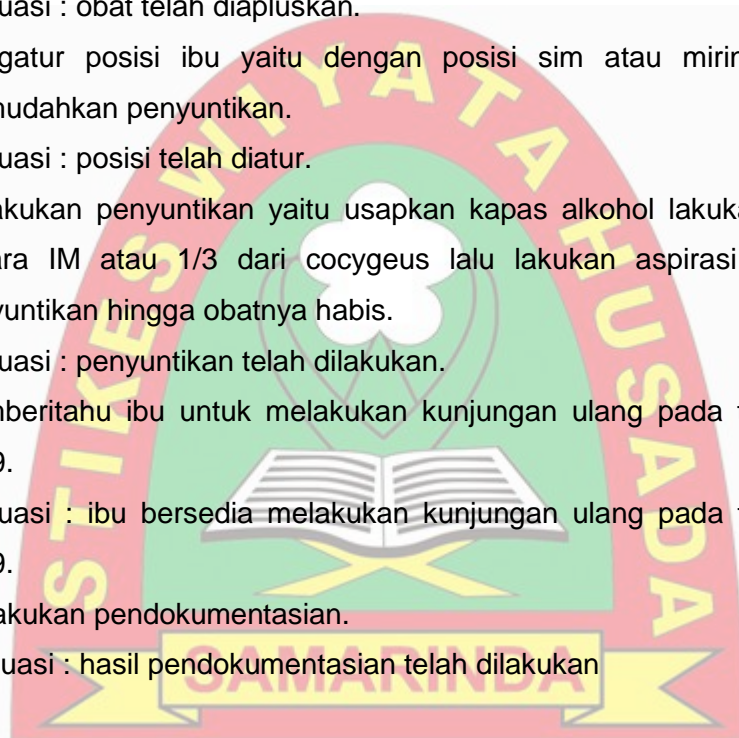 uasi : obat telah diapluskan.
gatur posisi ibu yaitu dengan posisi sim atau mirin
nudahkan penyuntikan.
uasi : posisi telah diatur.
akukan penyuntikan yaitu usapkan kapas alkohol lakuka
ara IM atau 1/3 dari cocygeus lalu lakukan aspirasi
yuntikan hingga obatnya habis.
uasi : penyuntikan telah dilakukan.
nberitahu ibu untuk melakukan kunjungan ulang pada t
9.
uasi : ibu bersedia melakukan kunjungan ulang pada t
9.
akukan pendokumentasian.
uasi : hasil pendokumentasian telah dilakukan
STIKES WIYATA HUSADA
SAMARINDA